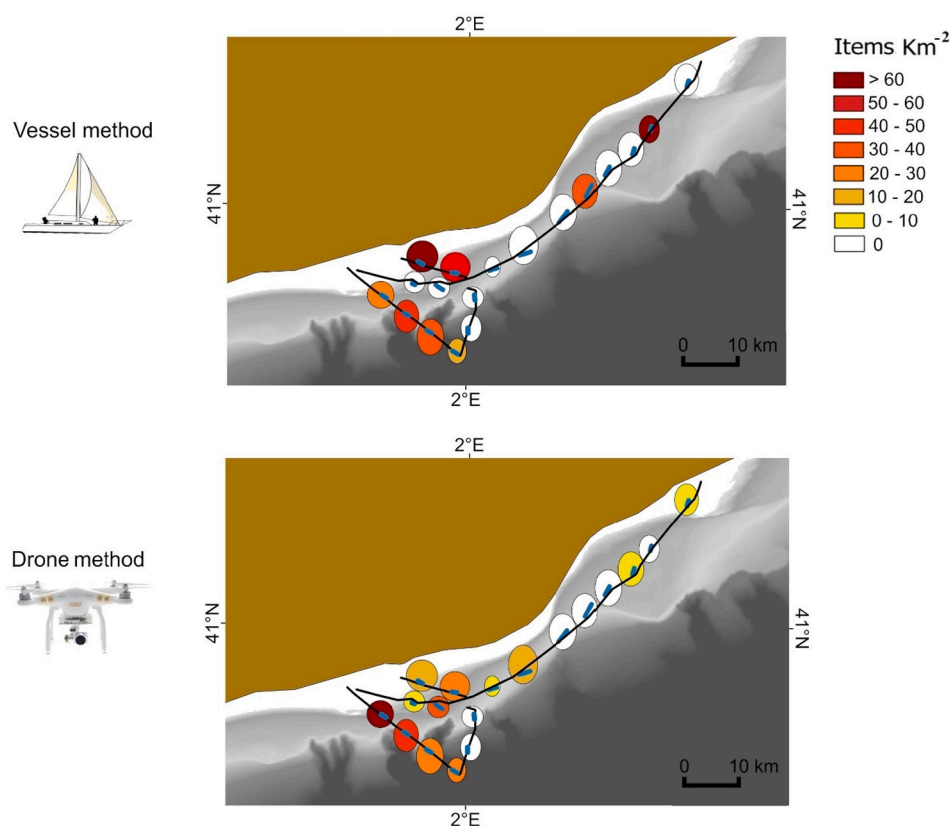 2°E
Items Km⁻²
> 60
50 - 60
40 - 50
30 - 40
20 - 30
10 - 20
0 - 10
0
Vessel method
41°N
41°N
0 10 km
2°E
2°E
Drone method
41°N
41°N
0 10 km
2°E